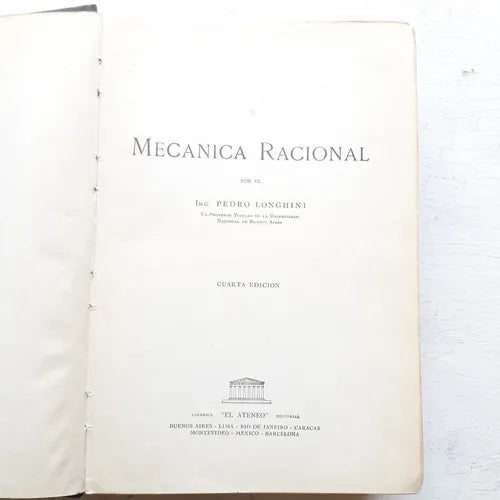 MECANICA RACIONAL
POR EL
ING. PEDRO LONGHINI
EX-PROFESOR TITULAR DE LA UNIVERSIDAD
NACIONAL DE BUENOS AIRES
CUARTA EDICION
LIBRERIA "EL ATENEO" EDITORIAL
BUENOS AIRES - LIMA - RIO DE JANEIRO - CARACAS
MONTEVIDEO - MEXICO - BARCELONA